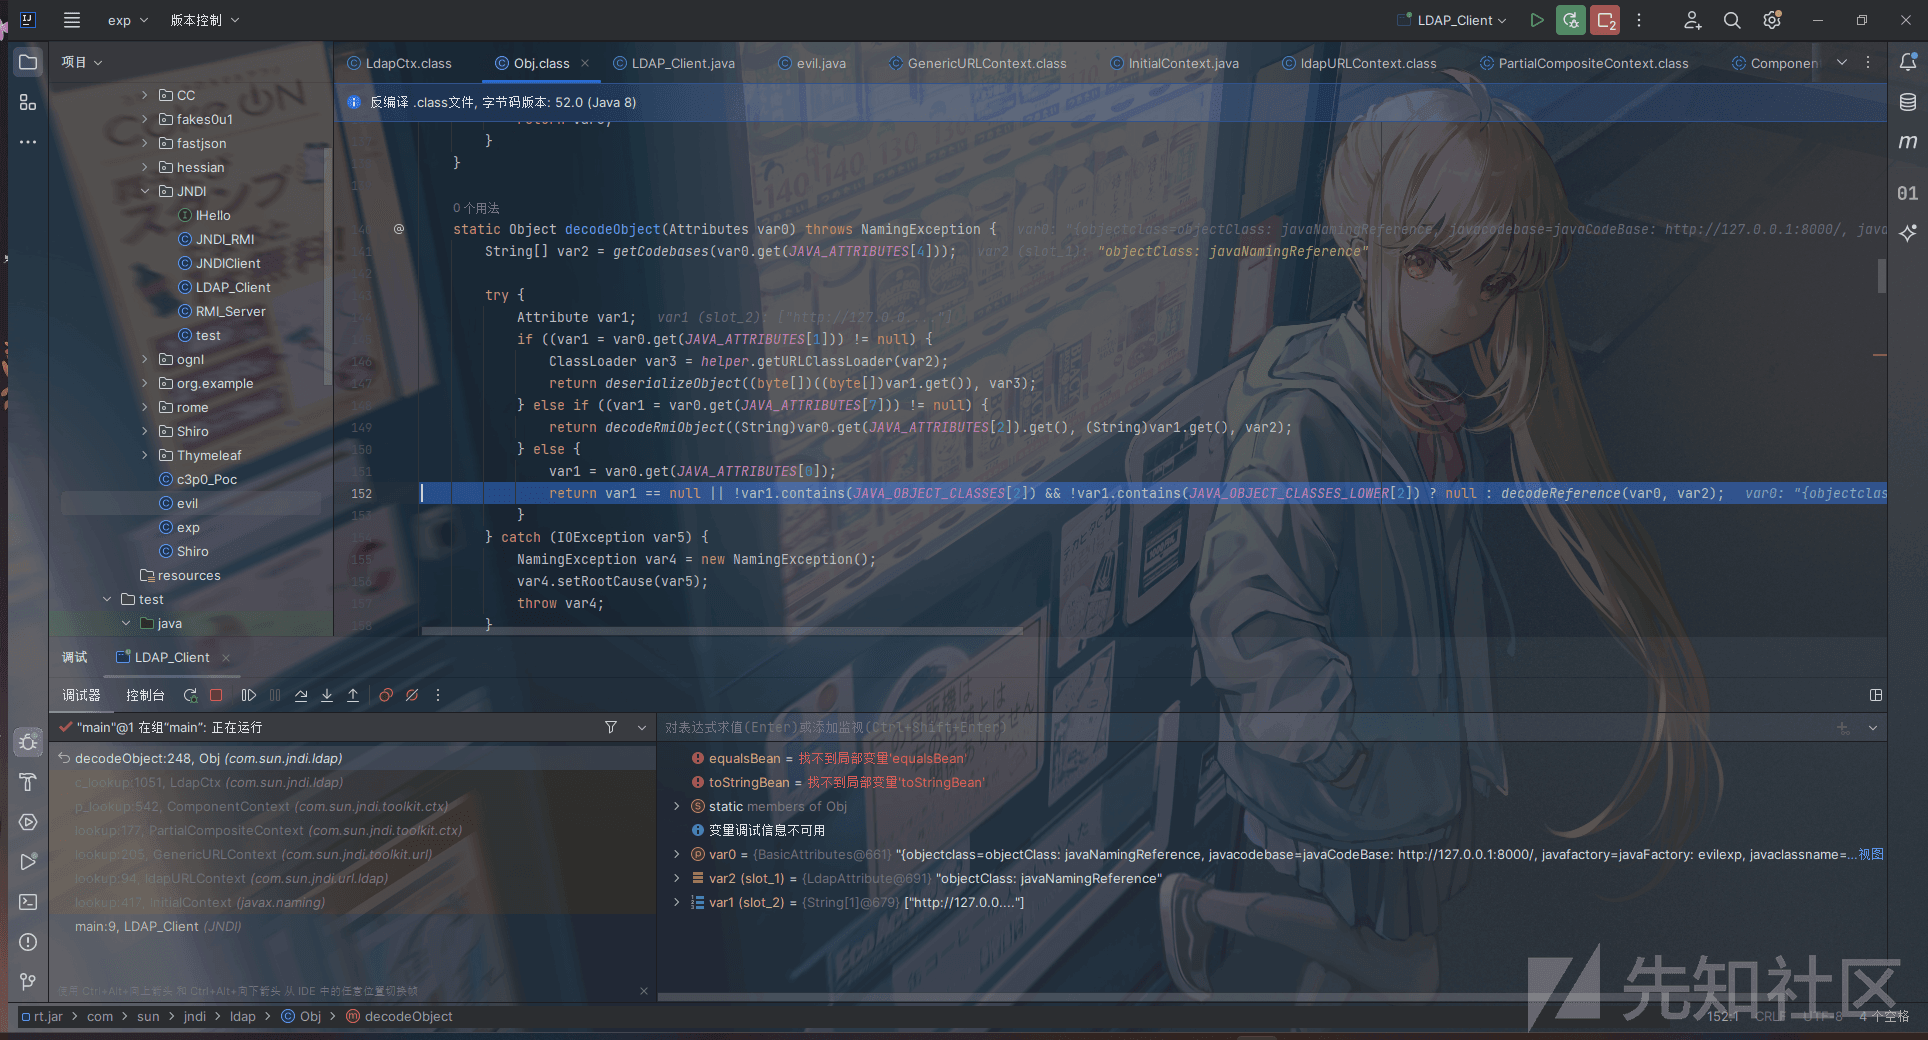 exp
版本控制
LDAP_Client
项目
LdapCtx.class
Obj.class
LDAP_Client.java
evil.java
GenericURLContext.class
InitialContext.java
ldapURLContext.class
PartialCompositeContext.class
Componen
反编译 .class文件, 字节码版本: 52.0 (Java 8)
CC
fakes0u1
fastjson
hessian
JNDI
IHello
JNDI_RMI
JNDIClient
LDAP_Client
RMI_Server
test
ognl
org.example
rome
Shiro
Thymeleaf
c3p0_Poc
evil
exp
Shiro
resources
test
java
}
}
0 个用法
static Object decodeObject(Attributes var0) throws NamingException { var0: "{objectclass=objectClass: javaNamingReference, javacodebase=javaCodeBase: http://127.0.0.1:8000/, java
String[] var2 = getCodebases(var0.get(JAVA_ATTRIBUTES[4])); var2 (slot_1): "objectClass: javaNamingReference"
try {
Attribute var1; var1 (slot_2): ["http://127.0.0...."]
if ((var1 = var0.get(JAVA_ATTRIBUTES[1])) != null) {
ClassLoader var3 = helper.getURLClassLoader(var2);
return deserializeObject((byte[])((byte[])var1.get()), var3);
} else if ((var1 = var0.get(JAVA_ATTRIBUTES[7])) != null) {
149 return decodeRmiObject((String)var0.get(JAVA_ATTRIBUTES[2]).get(), (String)var1.get(), var2);
150 } else {
151 var1 = var0.get(JAVA_ATTRIBUTES[0]);
152 return var1 == null || !var1.contains(JAVA_OBJECT_CLASSES[2]) && !var1.contains(JAVA_OBJECT_CLASSES_LOWER[2]) ? null : decodeReference(var0, var2); var0: "{objectclas
153 }
} catch (IOException var5) {
155 NamingException var4 = new NamingException();
156 var4.setRootCause(var5);
157 throw var4;
158 }
调试
LDAP_Client
调试器
控制台
"main"@1 在组"main": 正在运行
对表达式求值(Enter)或添加监视(Ctrl+Shift+Enter)
decodeObject:248, Obj (com.sun.jndi.ldap)
c_lookup:1051, LdapCtx (com.sun.jndi.ldap)
p_lookup:542, ComponentContext (com.sun.jndi.toolkit.ctx)
lookup:177, PartialCompositeContext (com.sun.jndi.toolkit.ctx)
lookup:205, GenericURLContext (com.sun.jndi.toolkit.url)
lookup:94, ldapURLContext (com.sun.jndi.url.ldap)
lookup:417, InitialContext (javax.naming)
main:9, LDAP_Client (JNDI)
equalsBean = 找不到局部变量'equalsBean'
toStringBean = 找不到局部变量'toStringBean'
static members of Obj
变量调试信息不可用
var0 = {BasicAttributes@661} "{objectclass=objectClass: javaNamingReference, javacodebase=javaCodeBase: http://127.0.0.1:8000/, javafactory=javaFactory: evilexp, javaclassname=...视图
var2 (slot_1) = {LdapAttribute@691} "objectClass: javaNamingReference"
var1 (slot_2) = {String[1]@679} ["http://127.0.0...."]
使用 Ctrl+Alt+向上箭头 和 Ctrl+Alt+向下箭头 从 IDE 中的任意位置切换帧
先知社区
rt.jar
com
sun
jndi
ldap
Obj
decodeObject
152:1
CRLF
UTF-8
4 个空格